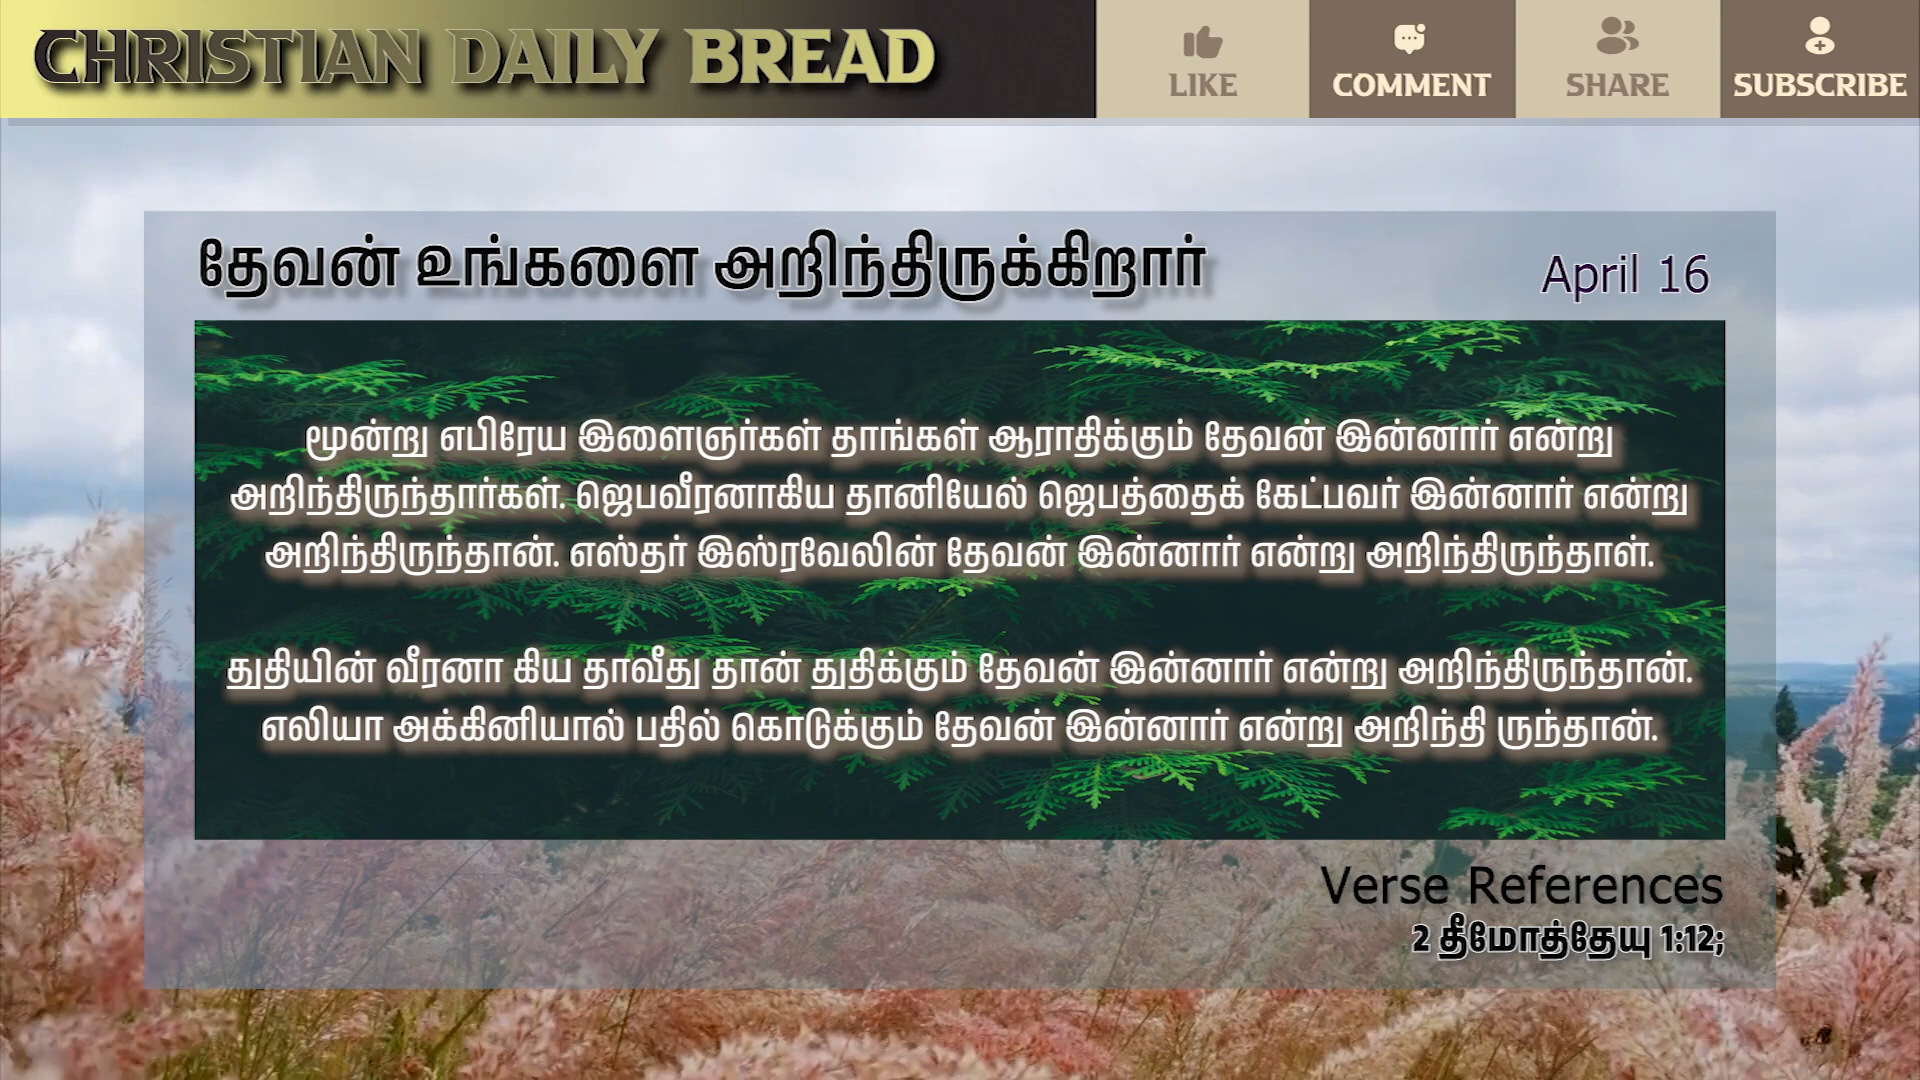 CHRISTIAN DAILY BREAD
LIKE
COMMENT
SHARE
SUBSCRIBE
தேவன் உங்களை அறிந்திருக்கிறார்
April 16
மூன்று எபிரேய இளைஞர்கள் தாங்கள் ஆராதிக்கும் தேவன் இன்னார் என்று
அறிந்திருந்தார்கள். ஜெபவீரனாகிய தானியேல் ஜெபத்தைக் கேட்பவர் இன்னார் என்று
அறிந்திருந்தான். எஸ்தர் இஸ்ரவேலின் தேவன் இன்னார் என்று அறிந்திருந்தாள்.
துதியின் வீரனா கிய தாவீது தான் துதிக்கும் தேவன் இன்னார் என்று அறிந்திருந்தான்.
எலியா அக்கினியால் பதில் கொடுக்கும் தேவன் இன்னார் என்று அறிந்தி ருந்தான்.
Verse References
2 தீமோத்தேயு 1:12;